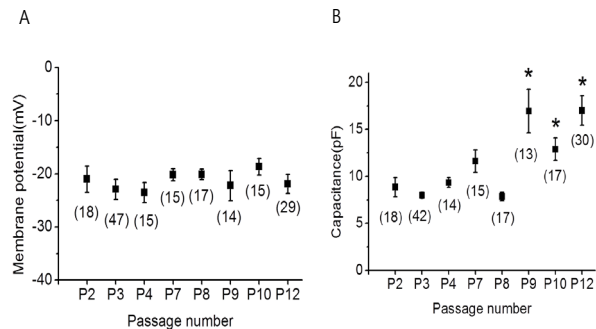 A
Membrane potential(mV)
0
-10
-20
-30
-40
(18) (47) (15) (15) (17) (14) (15) (29)
P2 P3 P4 P7 P8 P9 P10 P12
Passage number
B
Capacitance(pF)
20
15
10
5
0
* * *
(18) (42) (14) (15) (17) (13) (17) (30)
P2 P3 P4 P7 P8 P9 P10 P12
Passage number